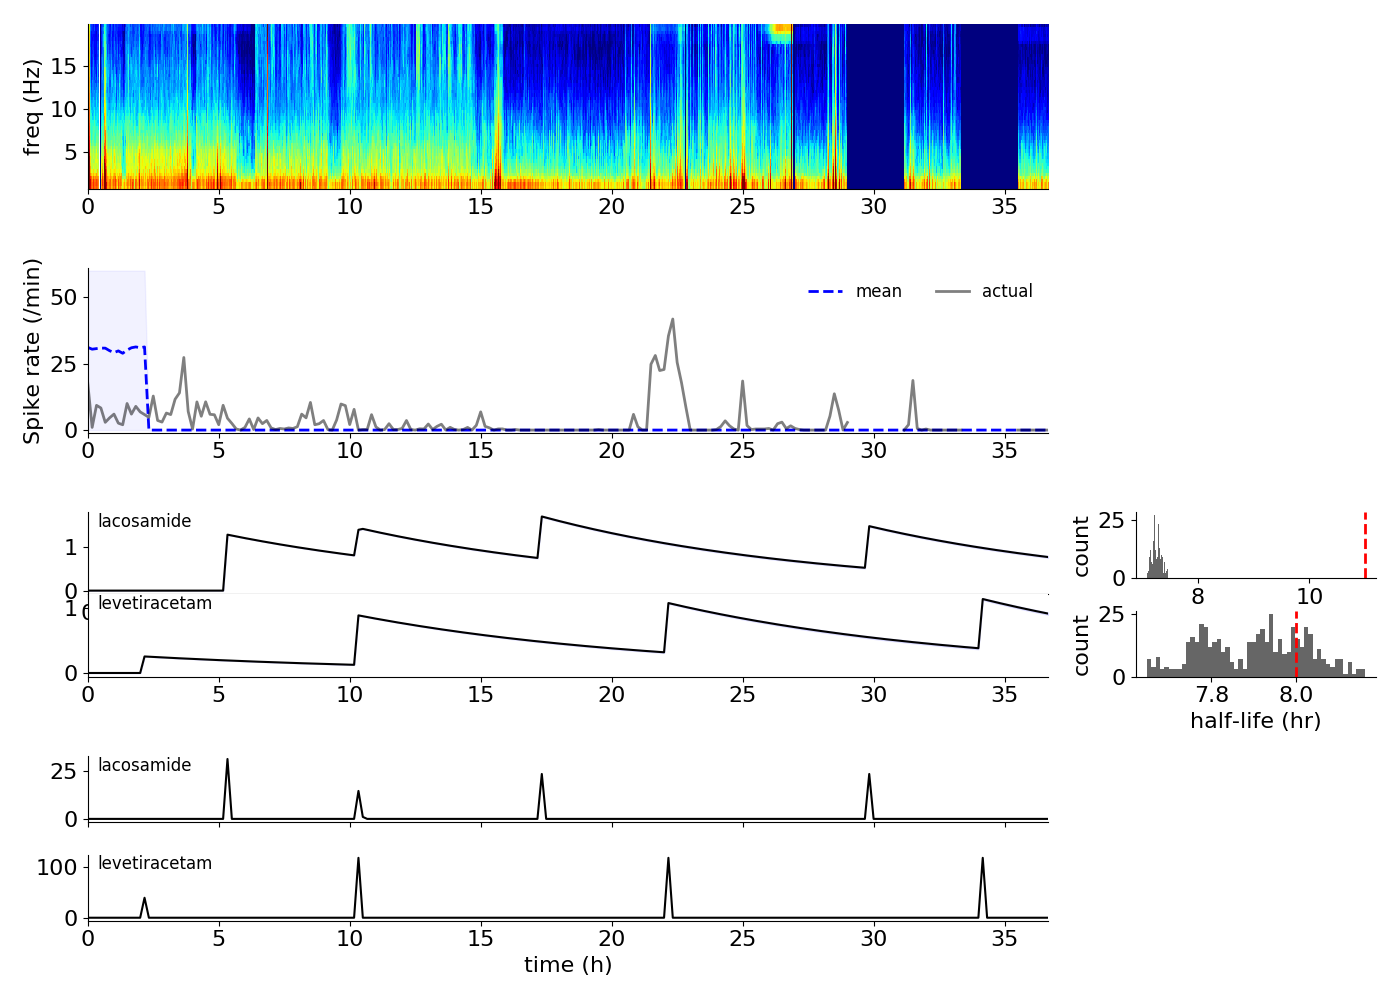 freq (Hz)
15
10
5
0 5 10 15 20 25 30 35
Spike rate (/min)
50
25
0
mean actual
0 5 10 15 20 25 30 35
lacosamide
1
0
0
levetiracetam
1
0
0 5 10 15 20 25 30 35
count
25
0
8 10
count
25
0
7.8 8.0
half-life (hr)
lacosamide
25
0
levetiracetam
100
0
0 5 10 15 20 25 30 35
time (h)